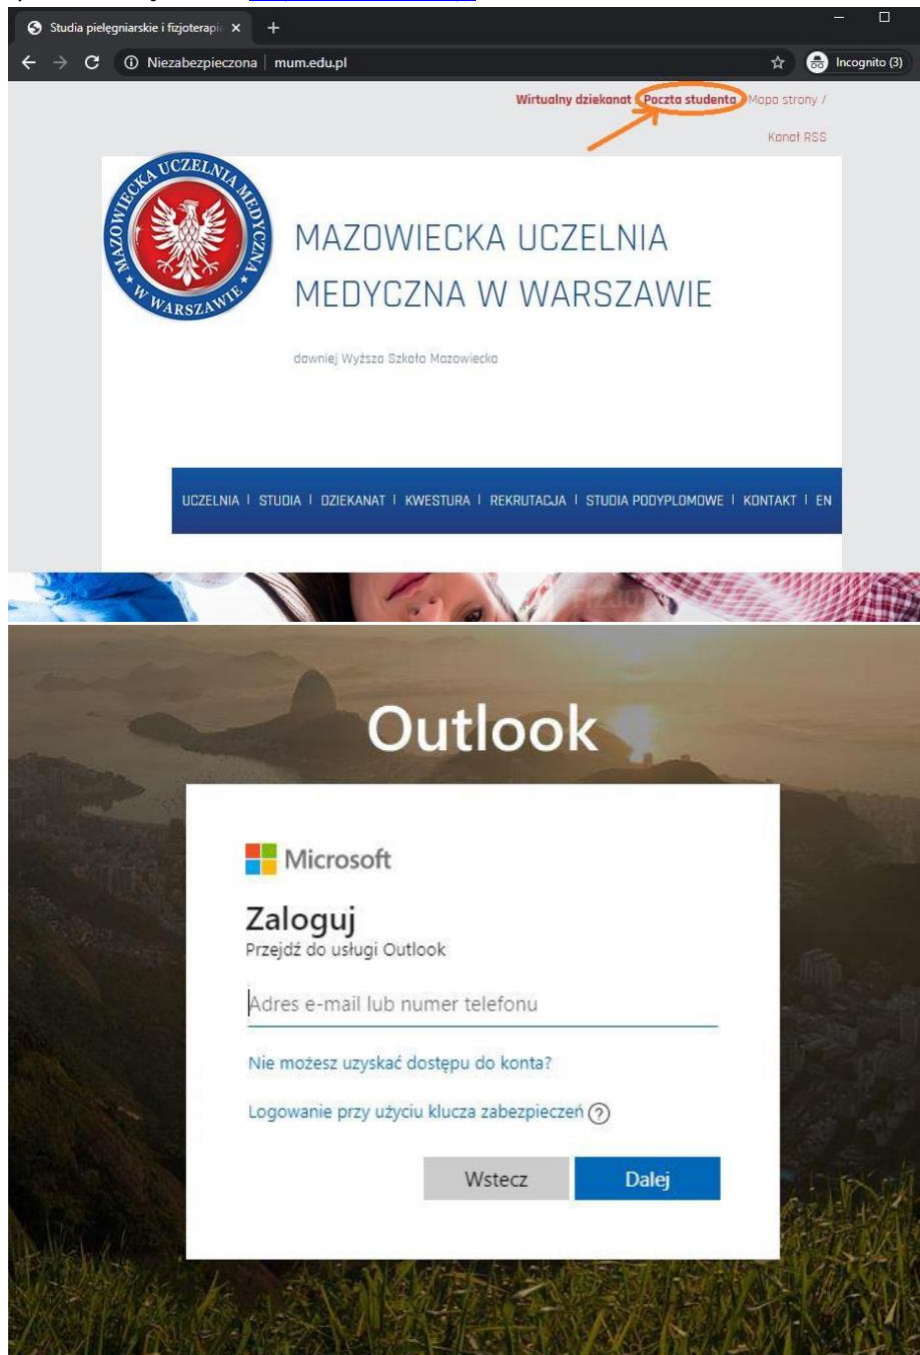 Studia pielęgniarskie i fizjoterapi
Niezabezpieczona | mum.edu.pl
Incognito (3)
Wirtualny dziekanat / Poczta studenta / Mapa strony /
Kanał RSS
MAZOWIECKA UCZELNIA MEDYCZNA
W WARSZAWIE
MAZOWIECKA UCZELNIA
MEDYCZNA W WARSZAWIE
dawniej Wyższa Szkoła Mazowiecka
UCZELNIA | STUDIA | DZIEKANAT | KWESTURA | REKRUTACJA | STUDIA PODYPLOMOWE | KONTAKT | EN
Outlook
Microsoft
Zaloguj
Przejdź do usługi Outlook
Adres e-mail lub numer telefonu
Nie możesz uzyskać dostępu do konta?
Logowanie przy użyciu klucza zabezpieczeń
Wstecz
Dalej